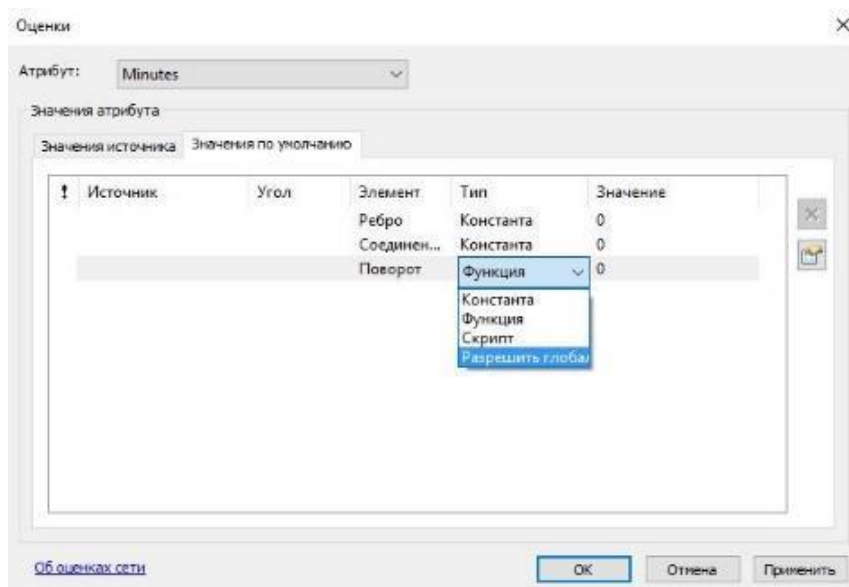 Оценки
Атрибут: Minutes
Значения атрибута
Значения источника Значения по умолчанию
Источник Угол Элемент Тип Значение
Ребро Константа 0
Соединен... Константа 0
Поворот Функция 0
Константа
Функция
Скрипт
Разрешить глобал
Об оценках сети OK Отмена Применить